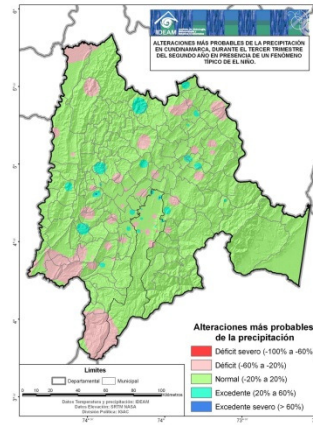 IDEAM
ALTERACIONES MÁS PROBABLES DE LA PRECIPITACIÓN
EN CUNDINAMARCA, DURANTE EL TERCER TRIMESTRE
DEL SEGUNDO AÑO EN PRESENCIA DE UN FENÓMENO
TÍPICO DE EL NIÑO.
Alteraciones más probables
de la precipitación
Déficit severo (-100% a -60%)
Déficit (-60% a -20%)
Normal (-20% a 20%)
Excedente (20% a 60%)
Excedente severo (> 60%)
Límites
Departamental
Municipal
Datos Temperatura y precipitación: IDEAM
Datos Elevación: SRTM NASA
División Política: IGAC